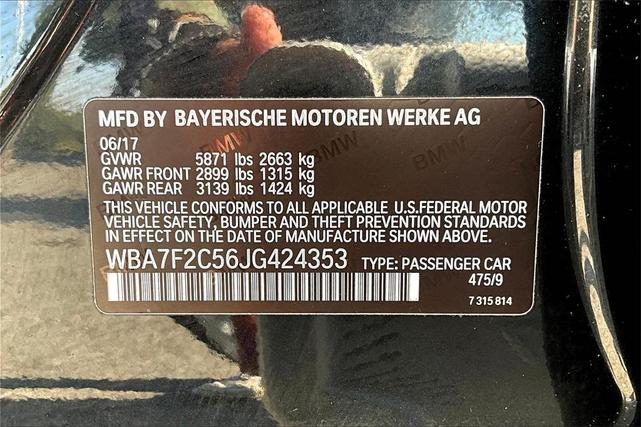 MFD BY BAYERISCHE MOTOREN WERKE AG
06/17
GVWR 5871 lbs 2663 kg
GAWR FRONT 2899 lbs 1315 kg
GAWR REAR 3139 lbs 1424 kg
THIS VEHICLE CONFORMS TO ALL APPLICABLE U.S.FEDERAL MOTOR
VEHICLE SAFETY, BUMPER AND THEFT PREVENTION STANDARDS
IN EFFECT ON THE DATE OF MANUFACTURE SHOWN ABOVE.
WBA7F2C56JG424353 TYPE: PASSENGER CAR
475/9
7 315 814
BMW
BMW
BMW